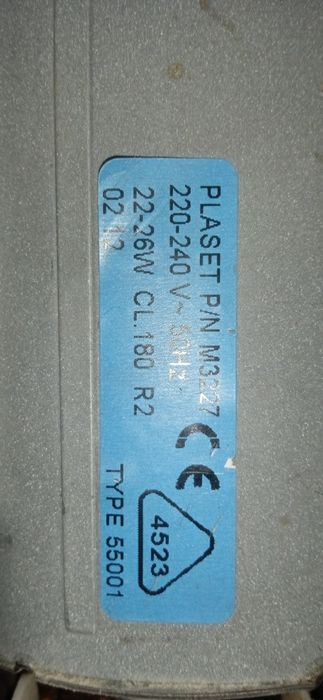 PLASET P/N M3227
220-240 V~ 50Hz
22-26W CL.180 R2
02 12
CE
4523
TYPE 55001